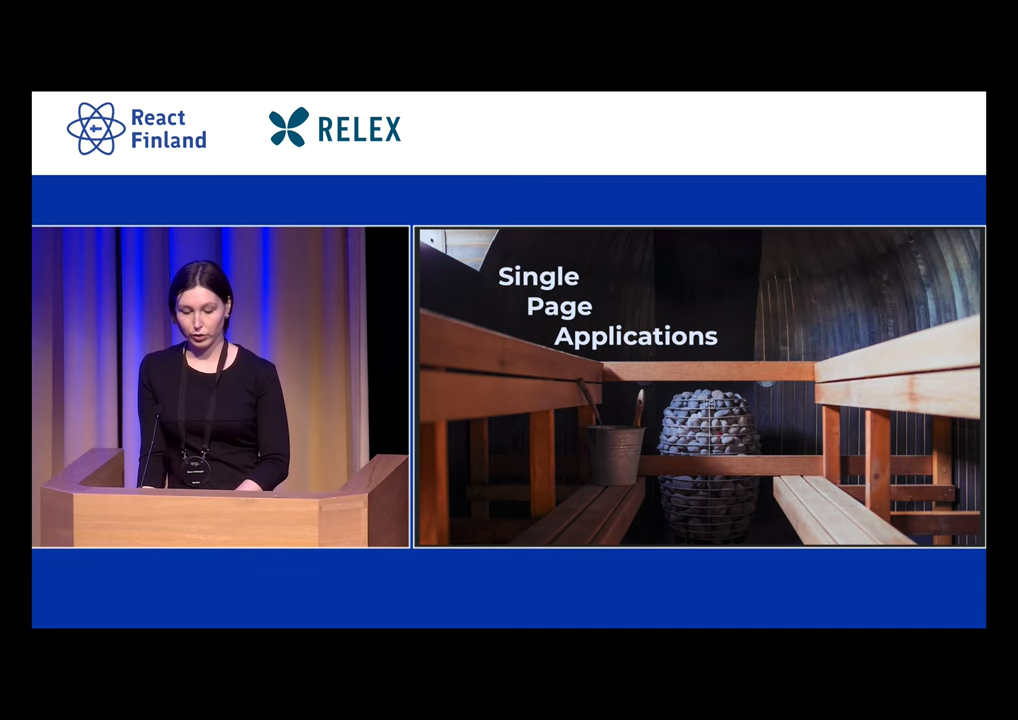 React
Finland
RELEX
Single
Page
Applications